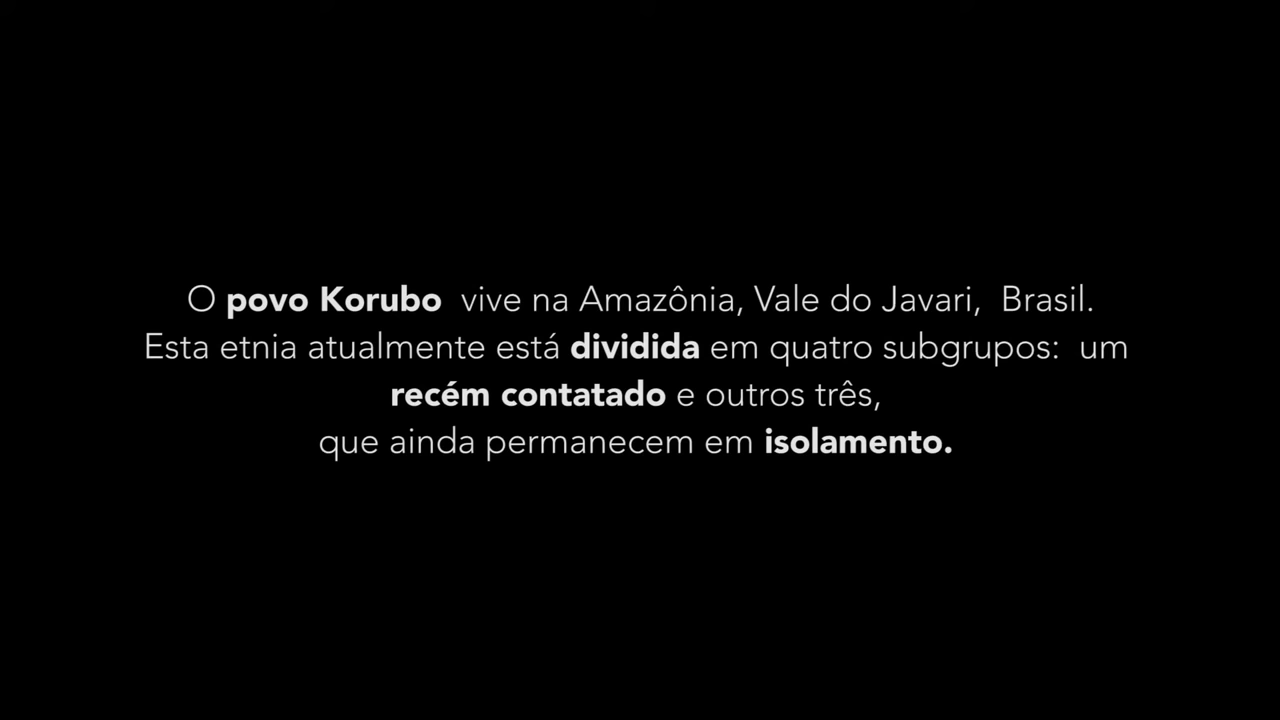 O povo Korubo  vive na Amazônia, Vale do Javari,  Brasil.
Esta etnia atualmente está dividida em quatro subgrupos:  um
recém contatado e outros três,
que ainda permanecem em isolamento.